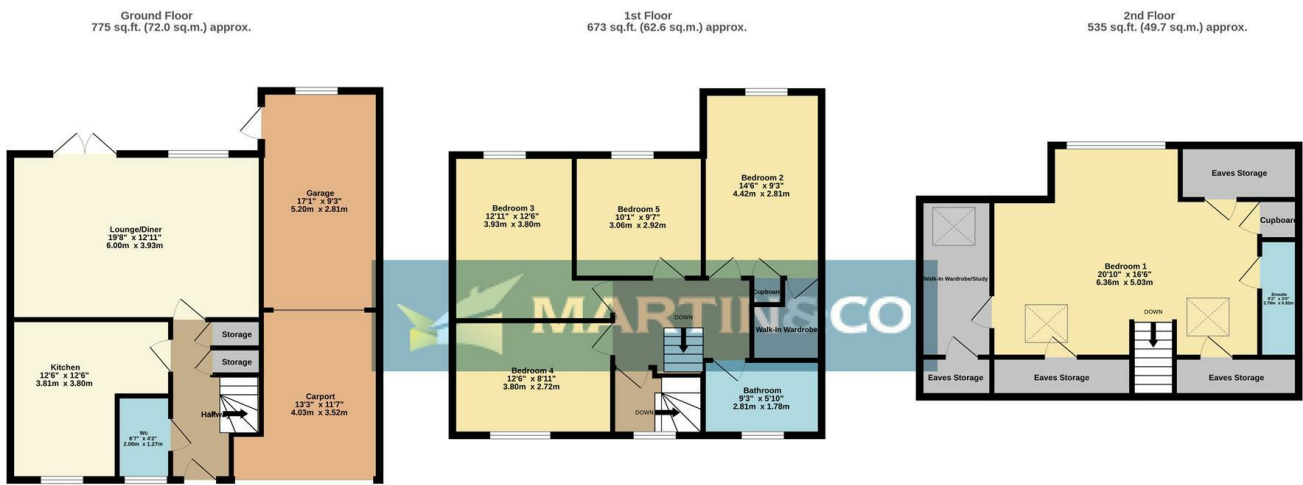 Ground Floor
775 sq.ft. (72.0 sq.m.) approx.
Garage
17'1" x 9'3"
5.20m x 2.81m
Lounge/Diner
19'8" x 12'11"
6.00m x 3.93m
Storage
Storage
Kitchen
12'6" x 12'6"
3.81m x 3.80m
Carport
13'3" x 11'7"
4.03m x 3.52m
Wc
6'7" x 4'2"
2.00m x 1.27m
1st Floor
673 sq.ft. (62.6 sq.m.) approx.
Bedroom 2
14'6" x 9'3"
4.42m x 2.81m
Bedroom 3
12'11" x 12'6"
3.93m x 3.80m
Bedroom 5
10'1" x 9'7"
3.06m x 2.92m
Cupboard
MARTIN&CO
DOWN
Walk-In Wardrobe
Bedroom 4
12'6" x 8'11"
3.80m x 2.72m
Bathroom
9'3" x 5'10"
2.81m x 1.78m
DOWN
2nd Floor
535 sq.ft. (49.7 sq.m.) approx.
Eaves Storage
Cupboard
Walk-In Wardrobe/Study
Bedroom 1
20'10" x 16'6"
6.36m x 5.03m
Ensuite
DOWN
Eaves Storage
Eaves Storage
Eaves Storage